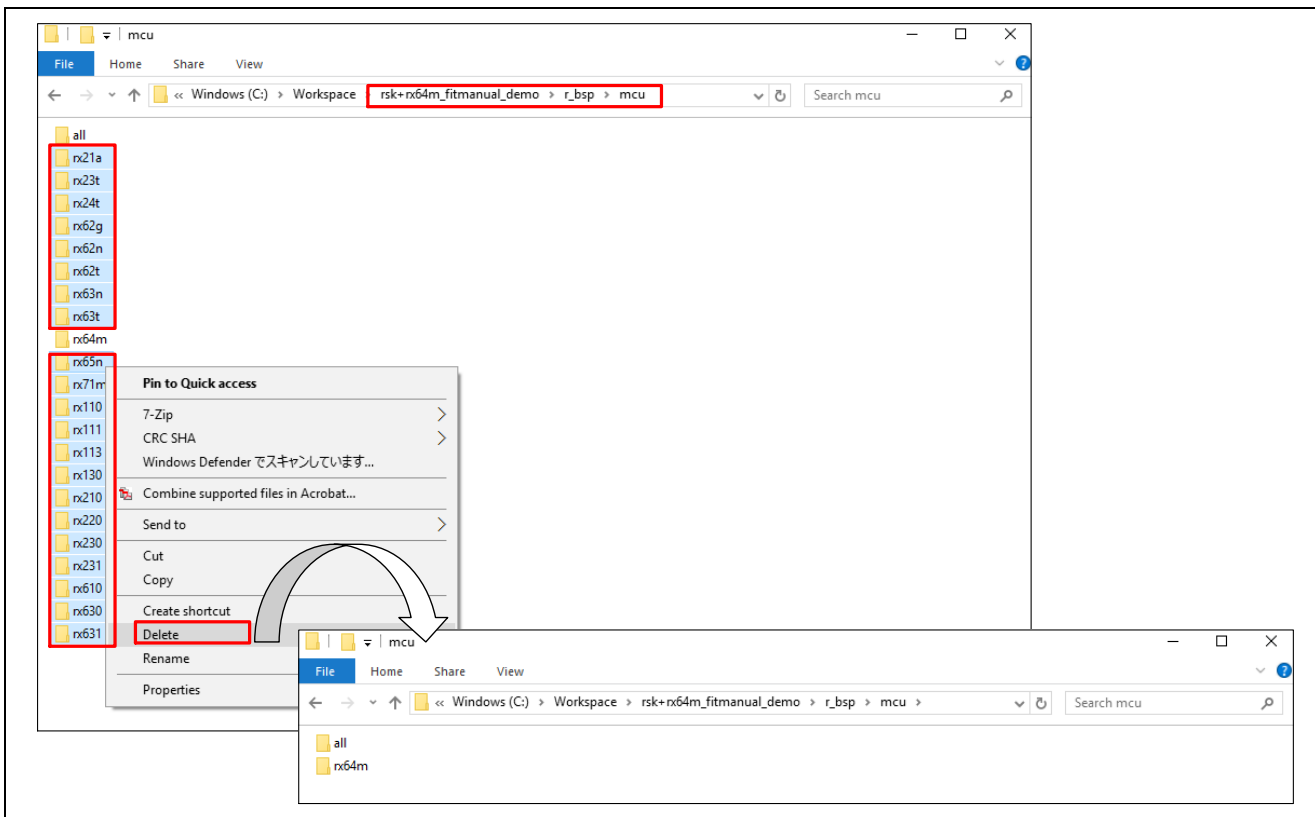 mcu
File Home Share View
« Windows (C:) › Workspace › rsk+rx64m_fitmanual_demo › r_bsp › mcu
Search mcu
all
rx21a
rx23t
rx24t
rx62g
rx62n
rx62t
rx63n
rx63t
rx64m
rx65n
rx71m
rx110
rx111
rx113
rx130
rx210
rx220
rx230
rx231
rx610
rx630
rx631
Pin to Quick access
7-Zip
CRC SHA
Windows Defender でスキャンしています...
Combine supported files in Acrobat...
Send to
Cut
Copy
Create shortcut
Delete
Rename
Properties
mcu
File Home Share View
« Windows (C:) › Workspace › rsk+rx64m_fitmanual_demo › r_bsp › mcu ›
Search mcu
all
rx64m